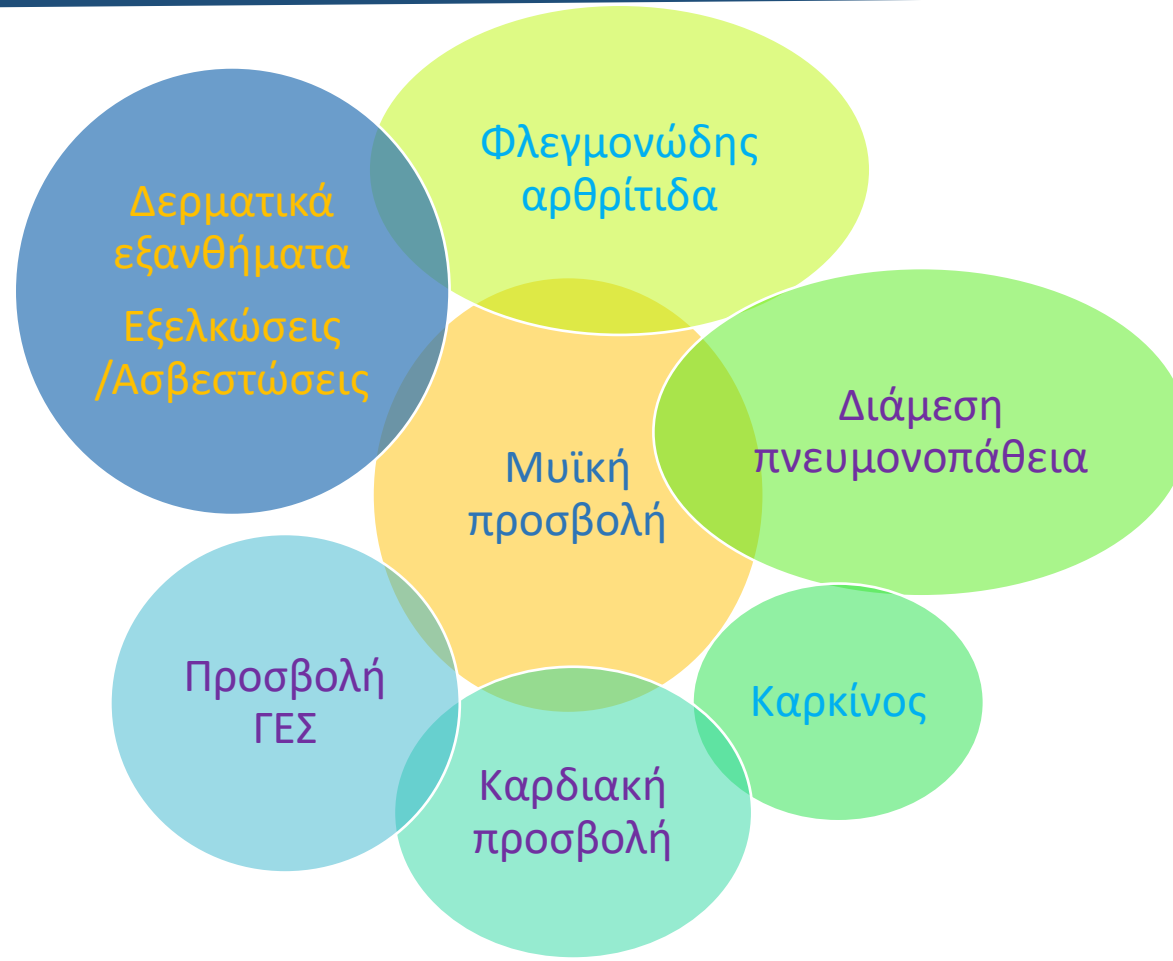 Φλεγμονώδης
αρθρίτιδα
Δερματικά
εξανθήματα
Εξελκώσεις
/Ασβεστώσεις
Διάμεση
πνευμονοπάθεια
Μυϊκή
προσβολή
Προσβολή
ΓΕΣ
Καρκίνος
Καρδιακή
προσβολή